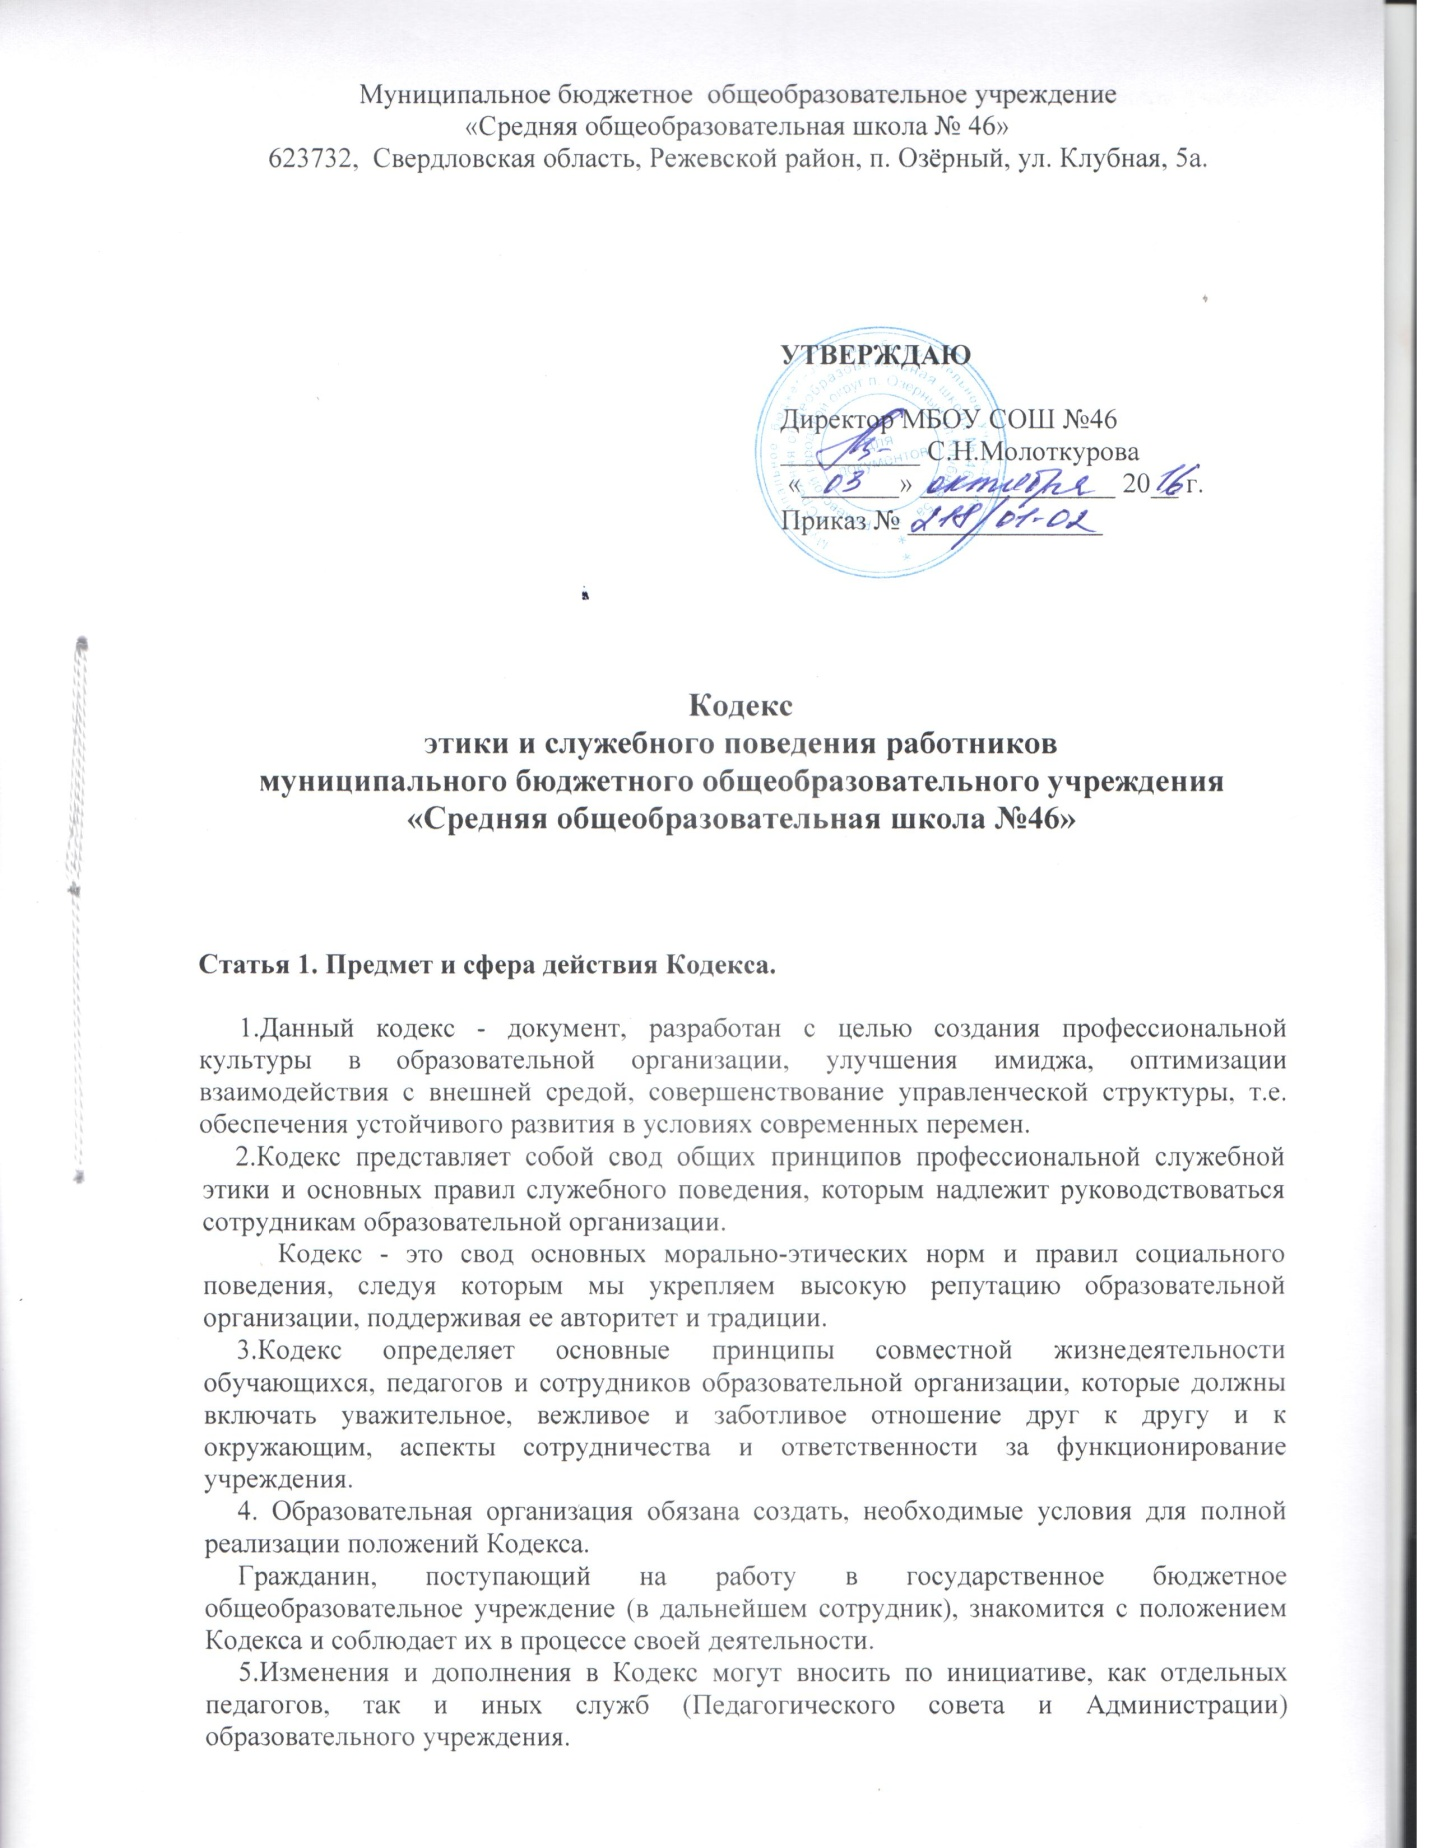 Муниципальное бюджетное общеобразовательное учреждение
«Средняя общеобразовательная школа № 46»
623732, Свердловская область, Режевской район, п. Озёрный, ул. Клубная, 5а.
УТВЕРЖДАЮ
Директор МБОУ СОШ №46
С.Н.Молоткурова
«03» октября 2016 г.
Приказ № 218/01-02
ДЛЯ
ДОКУМЕНТОВ
Кодекс
этики и служебного поведения работников
муниципального бюджетного общеобразовательного учреждения
«Средняя общеобразовательная школа №46»
Статья 1. Предмет и сфера действия Кодекса.
1.Данный кодекс - документ, разработан с целью создания профессиональной
культуры в образовательной организации, улучшения имиджа, оптимизации
взаимодействия с внешней средой, совершенствование управленческой структуры, т.е.
обеспечения устойчивого развития в условиях современных перемен.
2.Кодекс представляет собой свод общих принципов профессиональной служебной
этики и основных правил служебного поведения, которым надлежит руководствоваться
сотрудникам образовательной организации.
Кодекс - это свод основных морально-этических норм и правил социального
поведения, следуя которым мы укрепляем высокую репутацию образовательной
организации, поддерживая ее авторитет и традиции.
3.Кодекс определяет основные принципы совместной жизнедеятельности
обучающихся, педагогов и сотрудников образовательной организации, которые должны
включать уважительное, вежливое и заботливое отношение друг к другу и к
окружающим, аспекты сотрудничества и ответственности за функционирование
учреждения.
4. Образовательная организация обязана создать, необходимые условия для полной
реализации положений Кодекса.
Гражданин, поступающий на работу в государственное бюджетное
общеобразовательное учреждение (в дальнейшем сотрудник), знакомится с положением
Кодекса и соблюдает их в процессе своей деятельности.
5.Изменения и дополнения в Кодекс могут вносить по инициативе, как отдельных
педагогов, так и иных служб (Педагогического совета и Администрации)
образовательного учреждения.